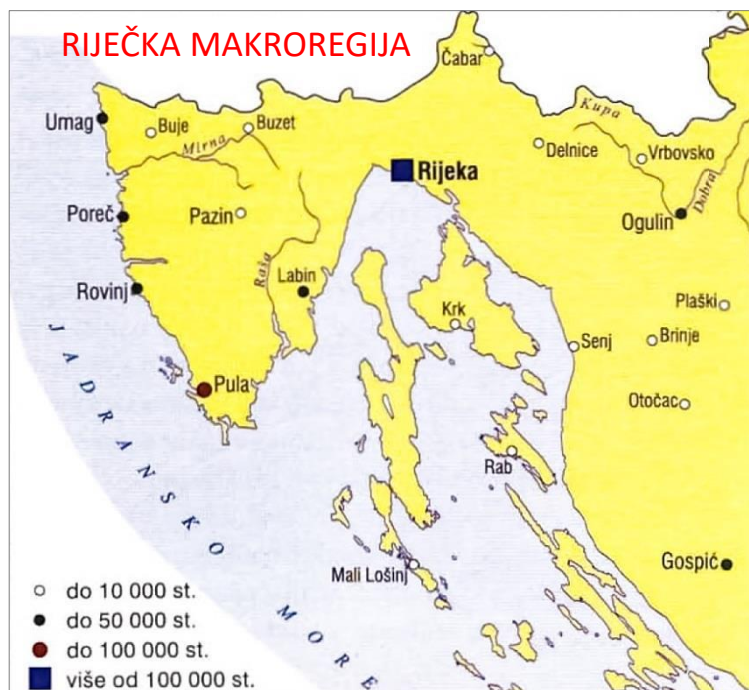 RIJEČKA MAKROREGIJA
Čabar
Umag
Buje
Buzet
Mirna
Kupa
Delnice
Vrbovsko
Rijeka
Dobra
Poreč
Pazin
Ogulin
Raša
Labin
Rovinj
Plaški
Krk
Senj
Brinje
Pula
Otočac
Rab
JADRANSKO MORE
Mali Lošinj
Gospić
do 10 000 st.
do 50 000 st.
do 100 000 st.
više od 100 000 st.